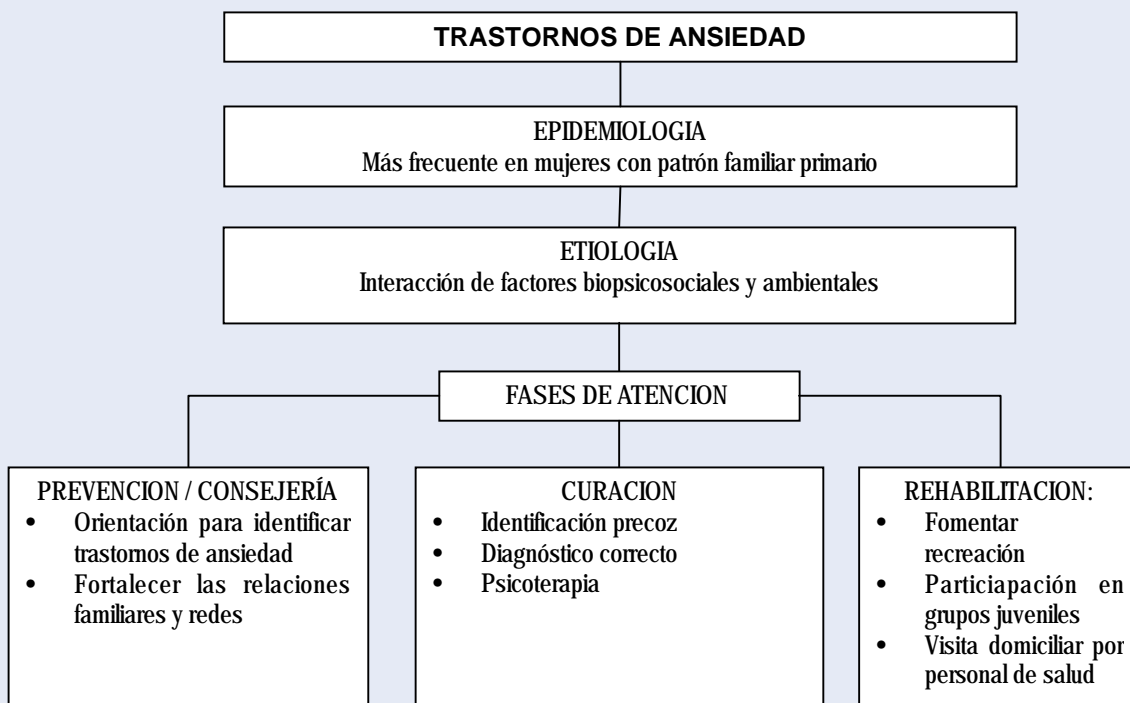 TRASTORNOS DE ANSIEDAD
EPIDEMIOLOGIA
Más frecuente en mujeres con patrón familiar primario
ETIOLOGIA
Interacción de factores biopsicosociales y ambientales
FASES DE ATENCION
PREVENCION / CONSEJERÍA
• Orientación para identificar
trastornos de ansiedad
• Fortalecer las relaciones
familiares y redes
CURACION
• Identificación precoz
• Diagnóstico correcto
• Psicoterapia
REHABILITACION:
• Fomentar
recreación
• Particiapación en
grupos juveniles
• Visita domiciliar por
personal de salud